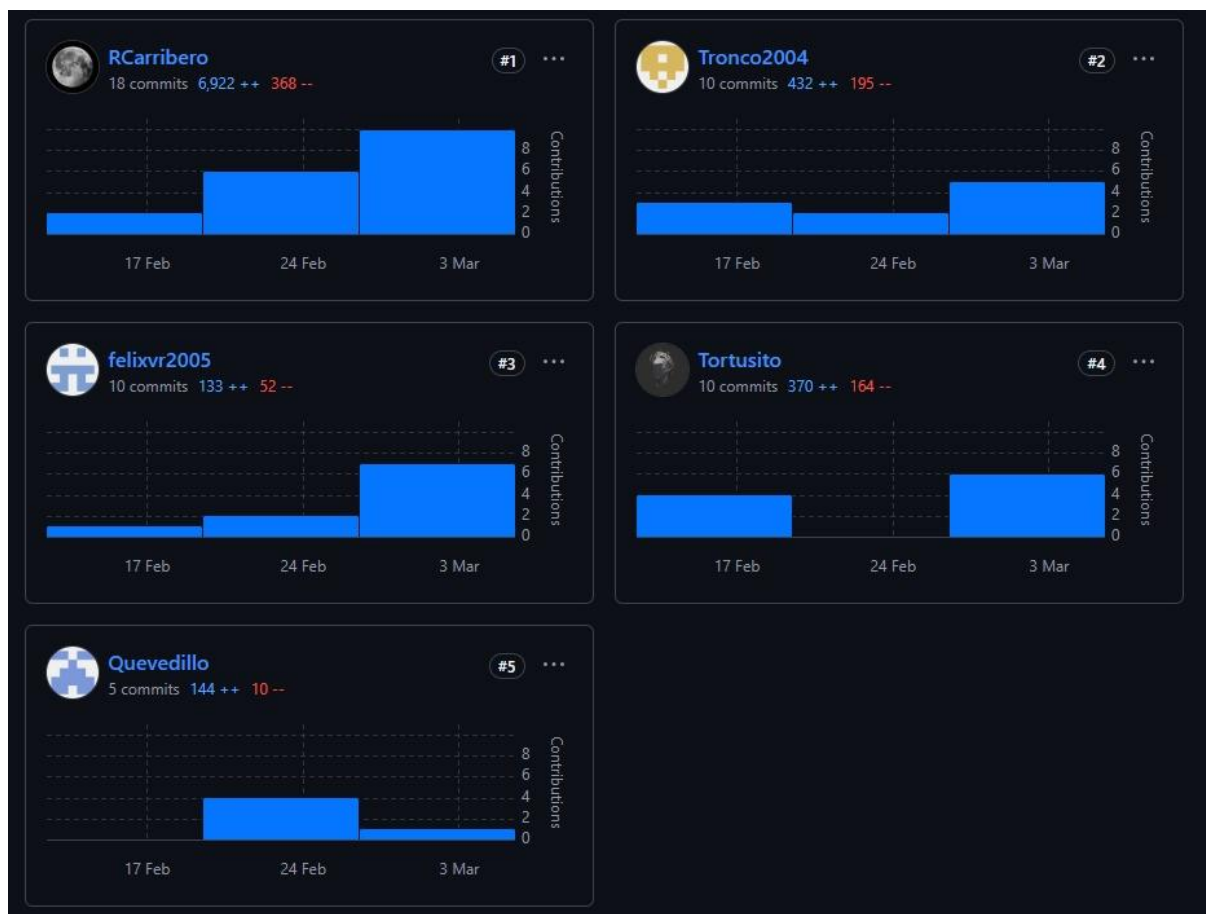 RCarribero #1 ...
18 commits 6,922 ++ 368 --
8
6
4
2
0
Contributions
17 Feb 24 Feb 3 Mar
Tronco2004 #2 ...
10 commits 432 ++ 195 --
8
6
4
2
0
Contributions
17 Feb 24 Feb 3 Mar
felixvr2005 #3 ...
10 commits 133 ++ 52 --
8
6
4
2
0
Contributions
17 Feb 24 Feb 3 Mar
Tortusito #4 ...
10 commits 370 ++ 164 --
8
6
4
2
0
Contributions
17 Feb 24 Feb 3 Mar
Quevedillo #5 ...
5 commits 144 ++ 10 --
8
6
4
2
0
Contributions
17 Feb 24 Feb 3 Mar